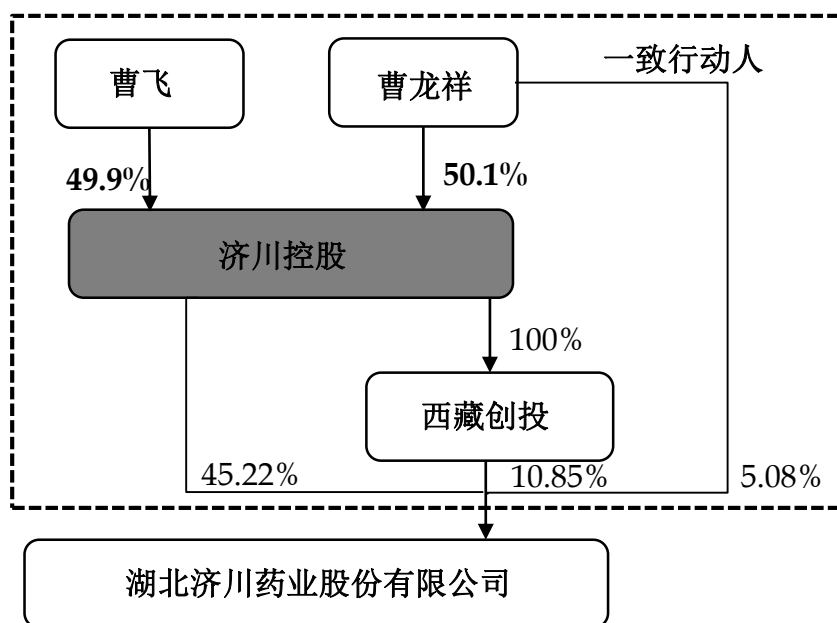 曹飞
曹龙祥
一致行动人
49.9%
50.1%
济川控股
100%
西藏创投
45.22%
10.85%
5.08%
湖北济川药业股份有限公司